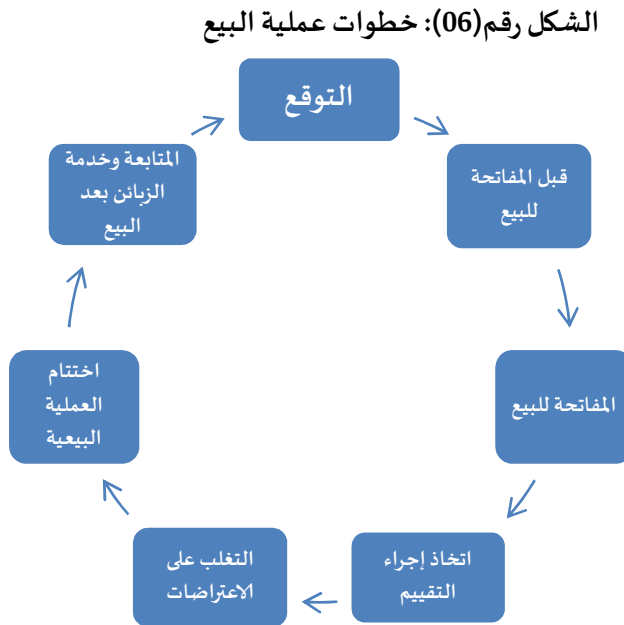 الشكل رقم(06): خطوات عملية البيع
التوقع
قبل المفاتحة
للبيع
المفاتحة للبيع
اتخاذ إجراء
التقييم
التغلب على
الاعتراضات
اختتام
العملية
البيعية
المتابعة وخدمة
الزبائن بعد
البيع